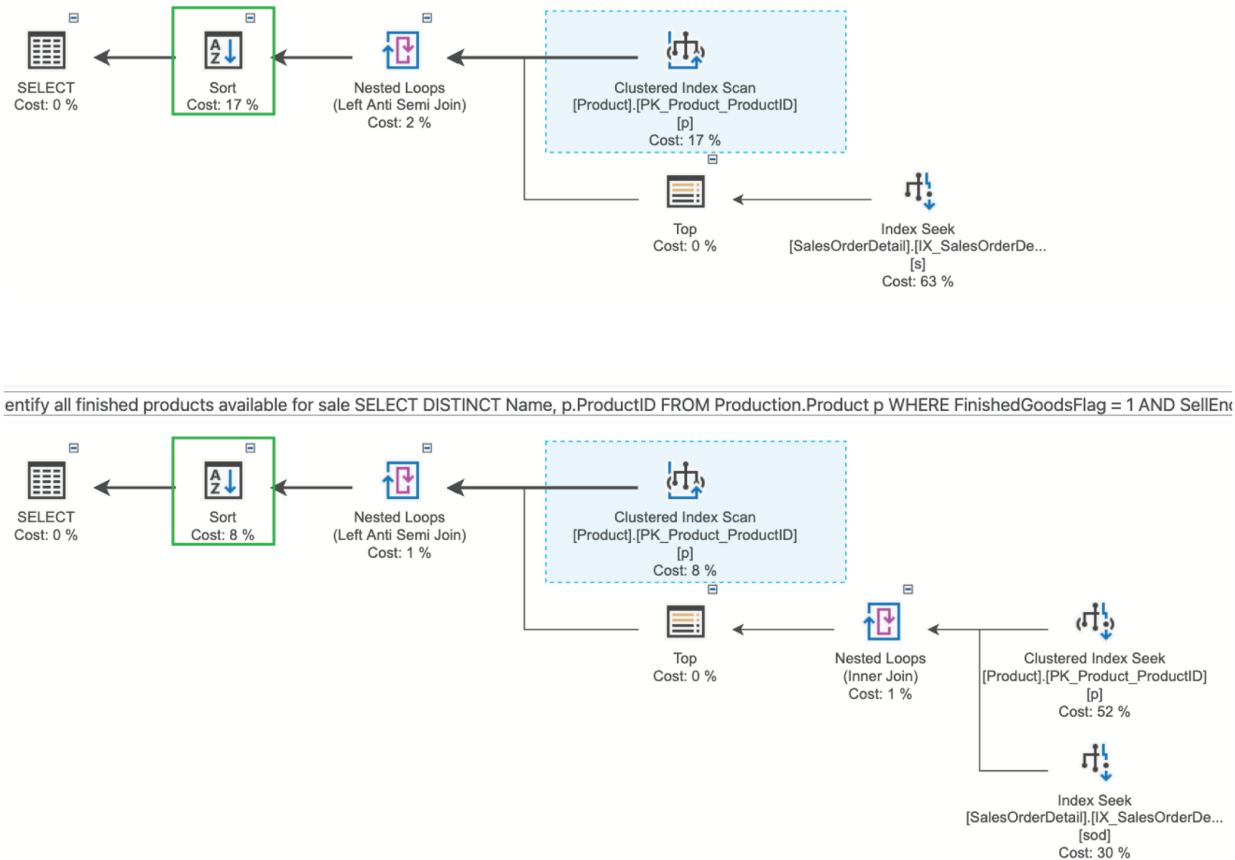 SELECT
Cost: 0 %
Sort
Cost: 17 %
Nested Loops
(Left Anti Semi Join)
Cost: 2 %
Clustered Index Scan
[Product].[PK_Product_ProductID]
[p]
Cost: 17 %
Top
Cost: 0 %
Index Seek
[SalesOrderDetail].[IX_SalesOrderDe...
[s]
Cost: 63 %
entify all finished products available for sale SELECT DISTINCT Name, p.ProductID FROM Production.Product p WHERE FinishedGoodsFlag = 1 AND SellEnd
SELECT
Cost: 0 %
Sort
Cost: 8 %
Nested Loops
(Left Anti Semi Join)
Cost: 1 %
Clustered Index Scan
[Product].[PK_Product_ProductID]
[p]
Cost: 8 %
Top
Cost: 0 %
Nested Loops
(Inner Join)
Cost: 1 %
Clustered Index Seek
[Product].[PK_Product_ProductID]
[p]
Cost: 52 %
Index Seek
[SalesOrderDetail].[IX_SalesOrderDe...
[sod]
Cost: 30 %